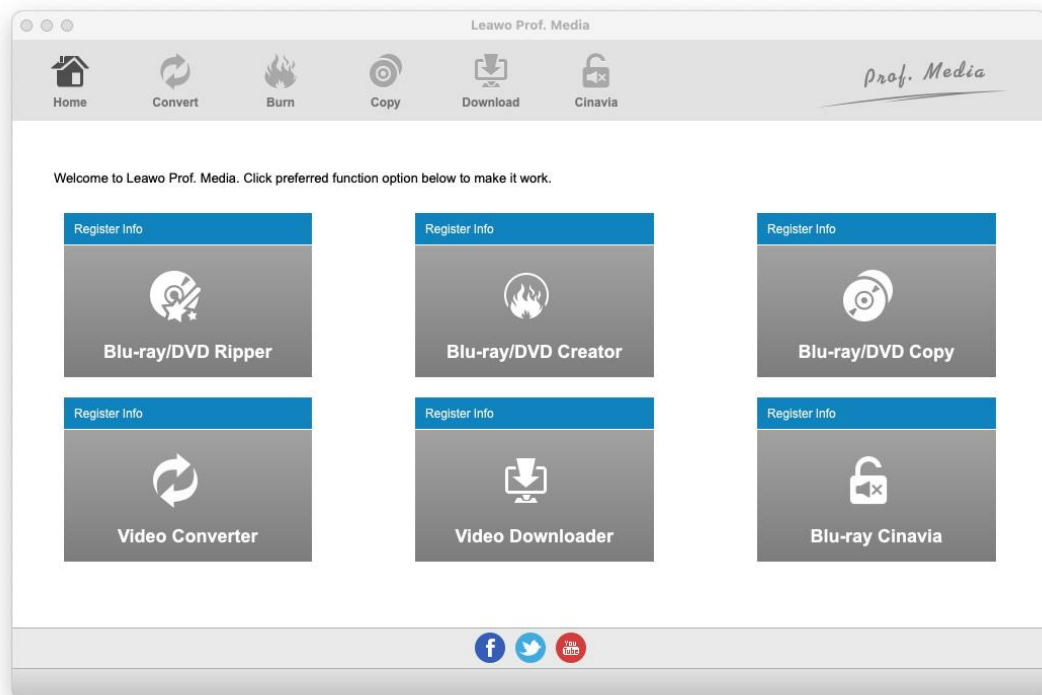 Leawo Prof. Media
Home Convert Burn Copy Download Cinavia
Prof. Media
Welcome to Leawo Prof. Media. Click preferred function option below to make it work.
Register Info Register Info Register Info
Blu-ray/DVD Ripper Blu-ray/DVD Creator Blu-ray/DVD Copy
Register Info Register Info Register Info
Video Converter Video Downloader Blu-ray Cinavia
You
Tube